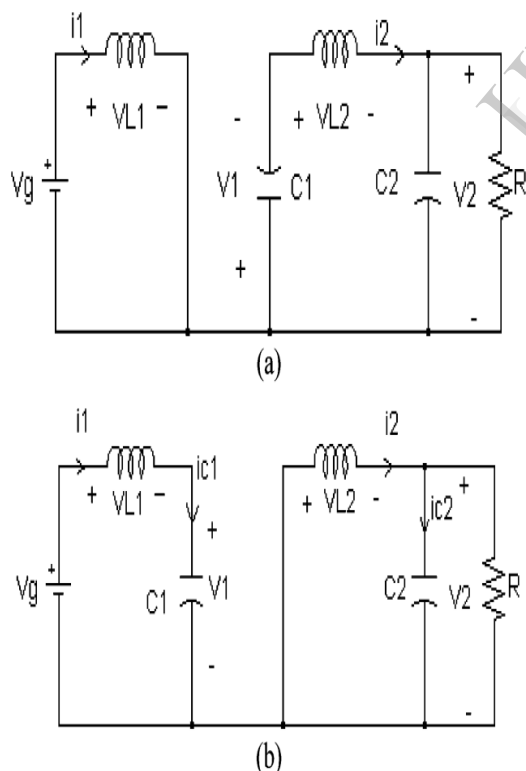 i1
i2
+ VL1 −
+ VL2 -
- +
V1 C1
C2 V2 R
+
Vg
+ -
(a)
i1
i2
ic1
+ VL1 −
+ VL2 -
+ +
ic2
+
Vg
C1 V1
C2 V2 R
- -
(b)